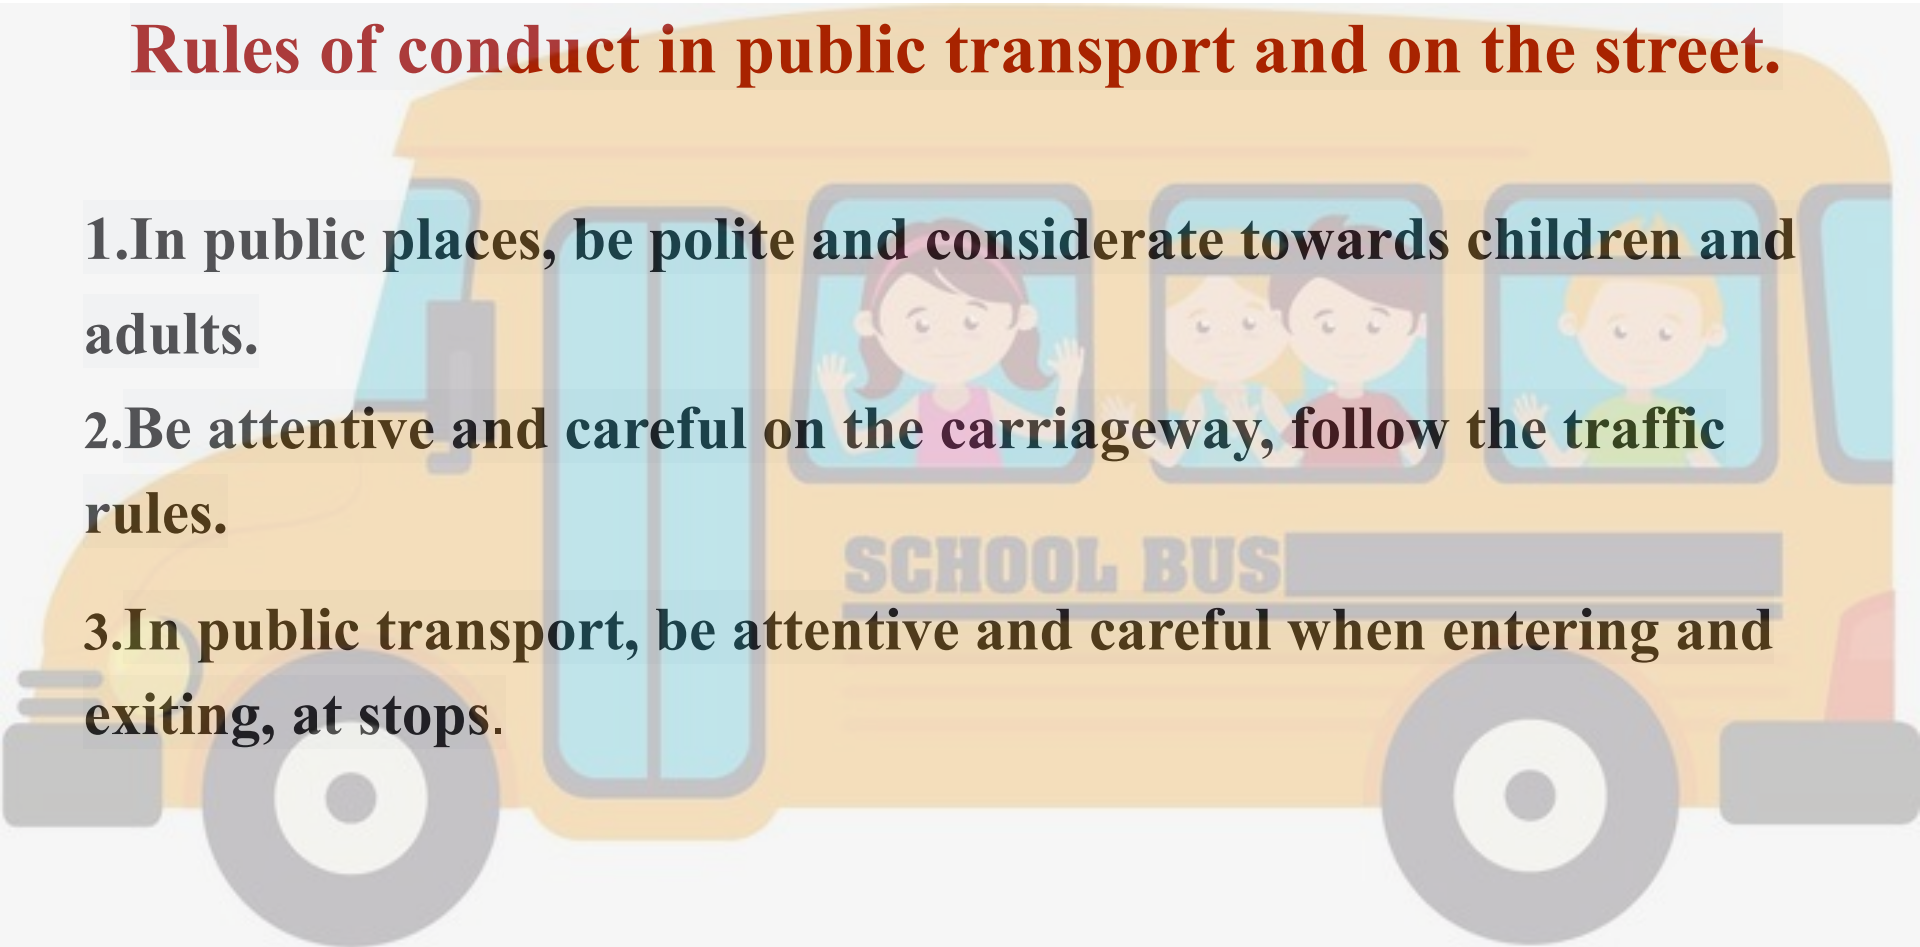 Rules of conduct in public transport and on the street.
1.In public places, be polite and considerate towards children and
adults.
2.Be attentive and careful on the carriageway, follow the traffic
rules.
SCHOOL BUS
3.In public transport, be attentive and careful when entering and
exiting, at stops.